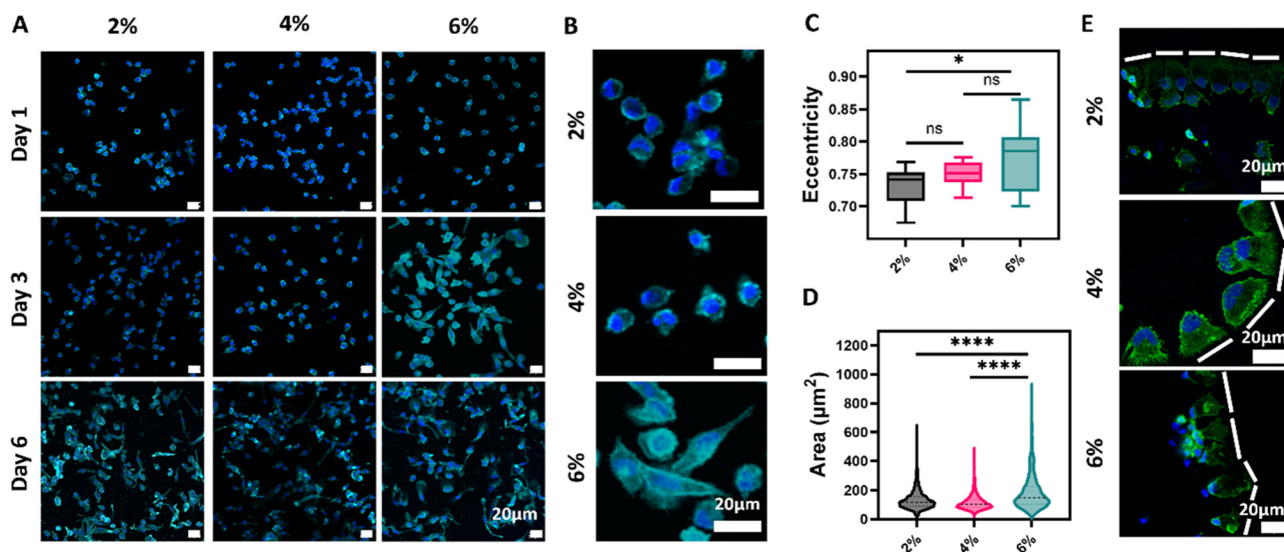 A
2%
4%
6%
Day 1
Day 3
Day 6
20μm
B
2%
4%
6%
20μm
C
Eccentricity
0.90
0.85
0.80
0.75
0.70
*
ns
ns
2%
4%
6%
D
Area (μm²)
1200
1000
800
600
400
200
0
****
****
2%
4%
6%
E
2%
20μm
4%
20μm
6%
20μm